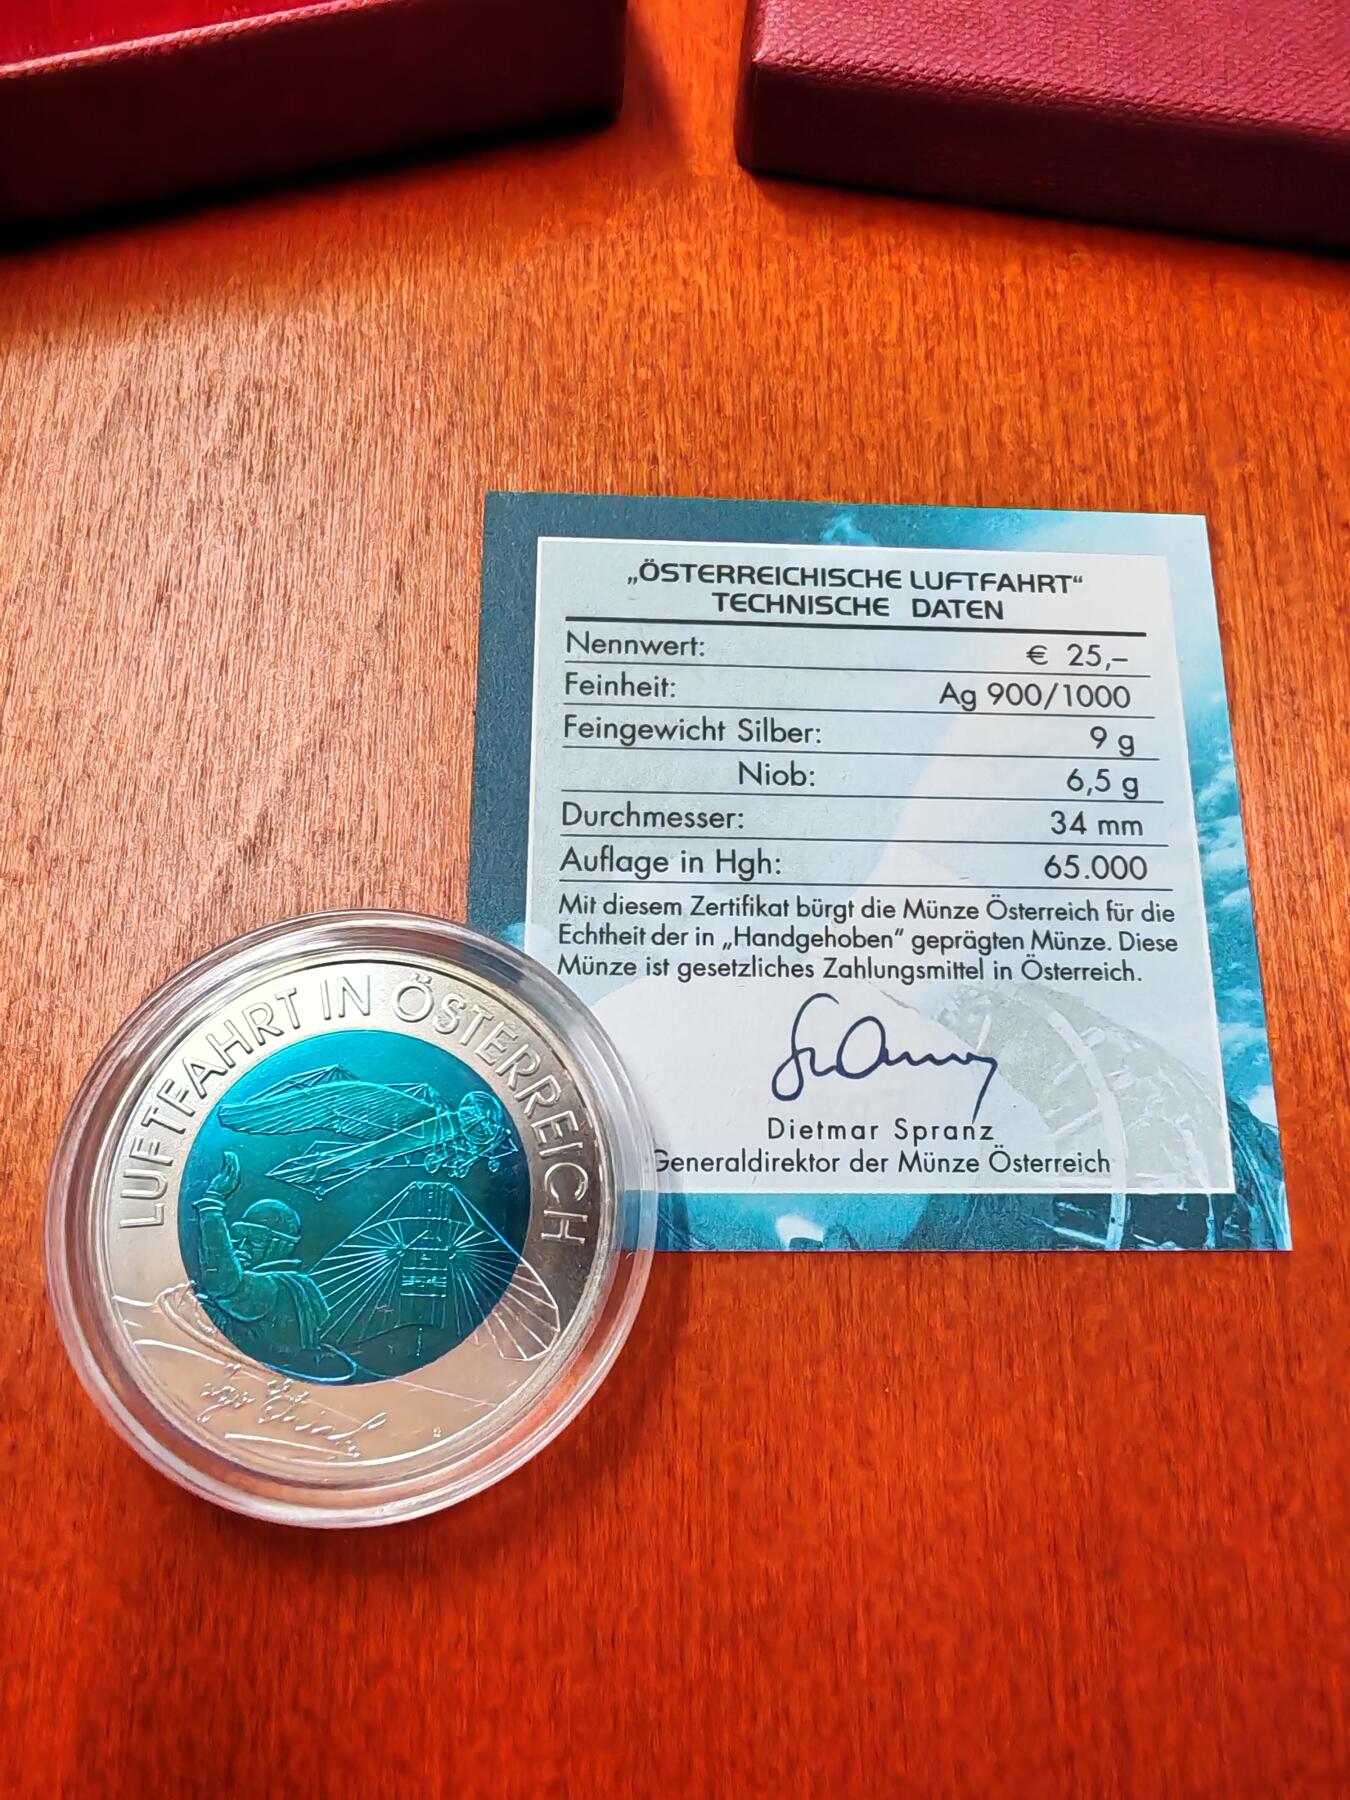 „ÖSTERREICHISCHE LUFTFAHRT“
TECHNISCHE DATEN
Nennwert: € 25,–
Feinheit: Ag 900/1000
Feingewicht Silber: 9 g
Niob: 6,5 g
Durchmesser: 34 mm
Auflage in Hgh: 65.000
Mit diesem Zertifikat bürgt die Münze Österreich für die
Echtheit der in „Handgehoben“ geprägten Münze. Diese
Münze ist gesetzliches Zahlungsmittel in Österreich.
Dietmar Spranz
Generaldirektor der Münze Österreich
LUFTFAHRT IN ÖSTERREICH